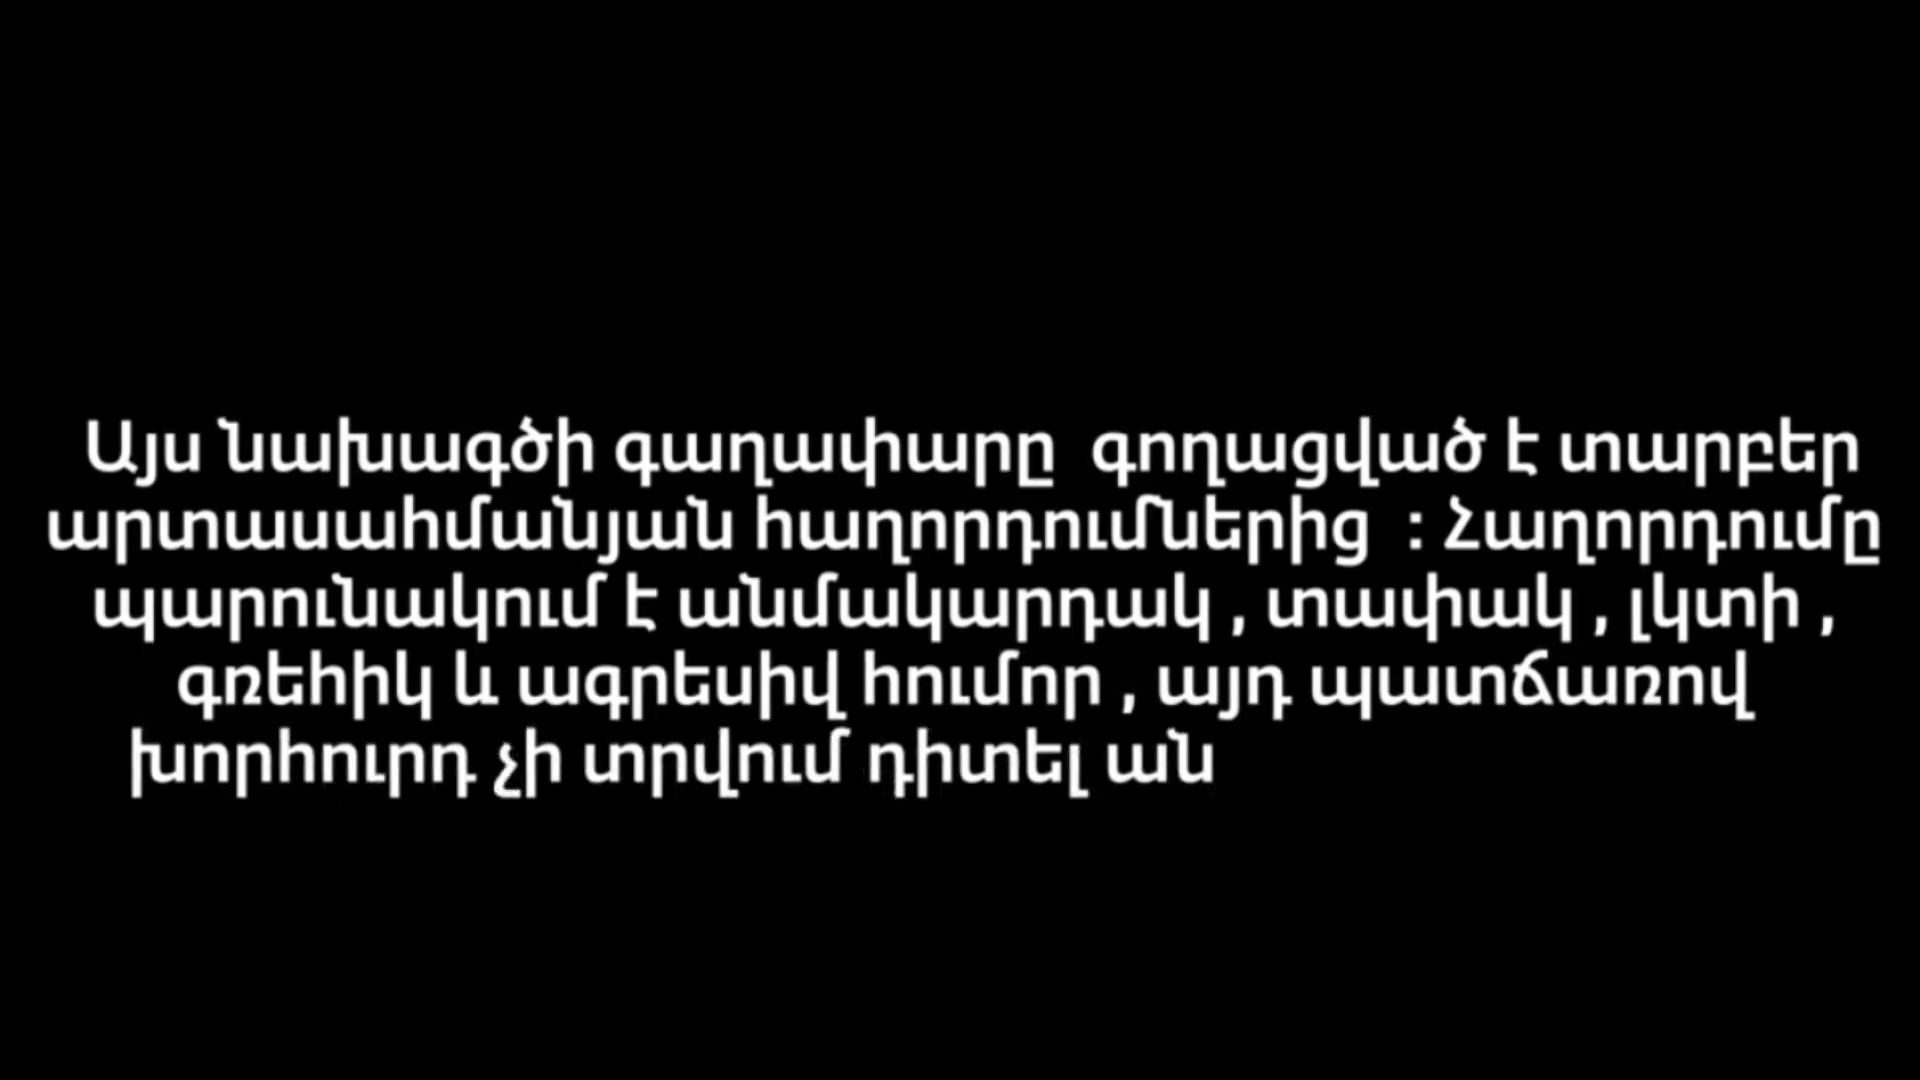 Այս նախագծի գաղափարը  գողացված է տարբեր
արտասահմանյան հաղորդումներից  : Հաղորդումը
պարունակում է անմակարդակ , տափակ , լկտի ,
գռեհիկ և ագրեսիվ հումոր , այդ պատճառով
խորհուրդ չի տրվում դիտել ան